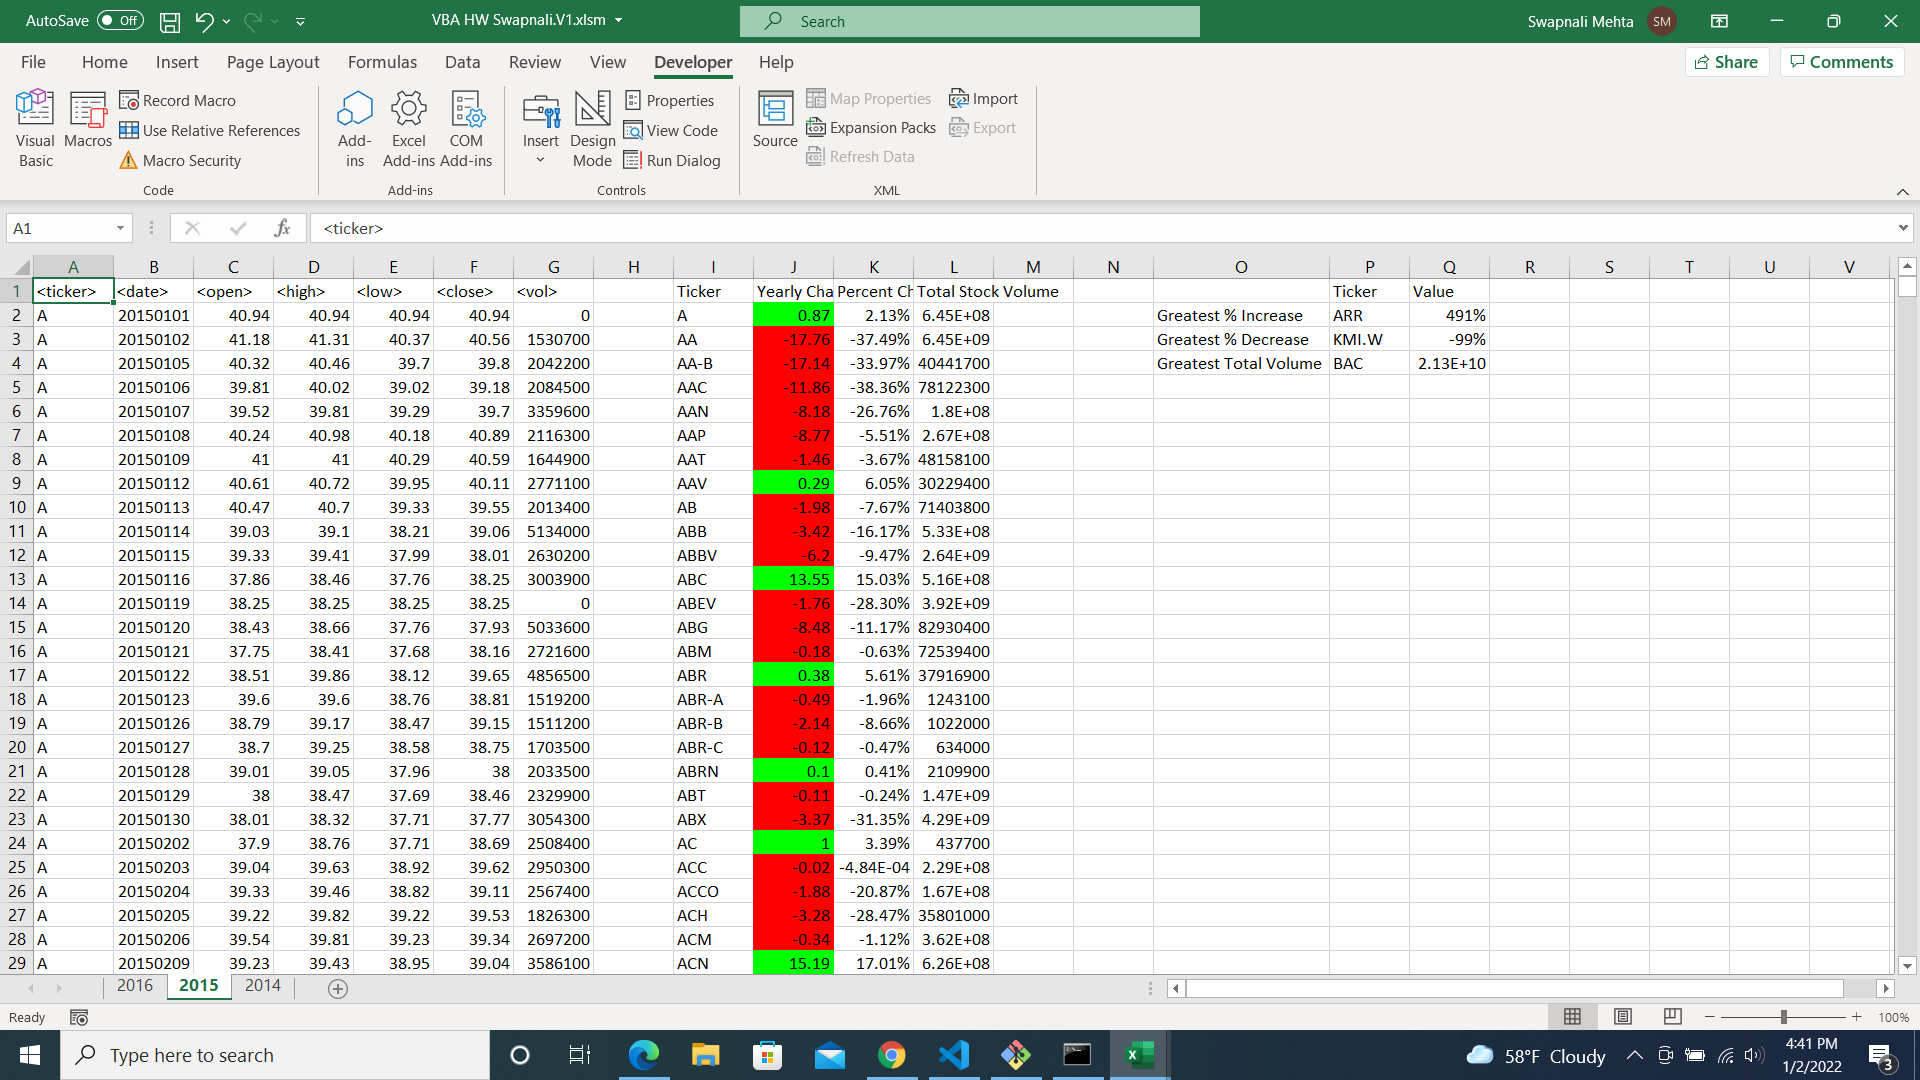 AutoSave Off VBA HW Swapnali.V1.xlsm Search Swapnali Mehta SM
File Home Insert Page Layout Formulas Data Review View Developer Help Share Comments
Visual Basic
Macros
Record Macro
Use Relative References
Macro Security
Code
Add-ins
Excel Add-ins
COM Add-ins
Add-ins
Insert
Design Mode
Properties
View Code
Run Dialog
Controls
Source
Map Properties
Expansion Packs
Refresh Data
Import
Export
XML
A1 fx <ticker>
A B C D E F G H I J K L M N O P Q R S T U V
1 <ticker> <date> <open> <high> <low> <close> <vol> Ticker Yearly Cha Percent Ch Total Stock Volume Ticker Value
2 A 20150101 40.94 40.94 40.94 40.94 0 A 0.87 2.13% 6.45E+08 Greatest % Increase ARR 491%
3 A 20150102 41.18 41.31 40.37 40.56 1530700 AA -17.76 -37.49% 6.45E+09 Greatest % Decrease KMI.W -99%
4 A 20150105 40.32 40.46 39.7 39.8 2042200 AA-B -17.14 -33.97% 40441700 Greatest Total Volume BAC 2.13E+10
5 A 20150106 39.81 40.02 39.02 39.18 2084500 AAC -11.86 -38.36% 78122300
6 A 20150107 39.52 39.81 39.29 39.7 3359600 AAN -8.18 -26.76% 1.8E+08
7 A 20150108 40.24 40.98 40.18 40.89 2116300 AAP -8.77 -5.51% 2.67E+08
8 A 20150109 41 41 40.29 40.59 1644900 AAT -1.46 -3.67% 48158100
9 A 20150112 40.61 40.72 39.95 40.11 2771100 AAV 0.29 6.05% 30229400
10 A 20150113 40.47 40.7 39.33 39.55 2013400 AB -1.98 -7.67% 71403800
11 A 20150114 39.03 39.1 38.21 39.06 5134000 ABB -3.42 -16.17% 5.33E+08
12 A 20150115 39.33 39.41 37.99 38.01 2630200 ABBV -6.2 -9.47% 2.64E+09
13 A 20150116 37.86 38.46 37.76 38.25 3003900 ABC 13.55 15.03% 5.16E+08
14 A 20150119 38.25 38.25 38.25 38.25 0 ABEV -1.76 -28.30% 3.92E+09
15 A 20150120 38.43 38.66 37.76 37.93 5033600 ABG -8.48 -11.17% 82930400
16 A 20150121 37.75 38.41 37.68 38.16 2721600 ABM -0.18 -0.63% 72539400
17 A 20150122 38.51 39.86 38.12 39.65 4856500 ABR 0.38 5.61% 37916900
18 A 20150123 39.6 39.6 38.76 38.81 1519200 ABR-A -0.49 -1.96% 1243100
19 A 20150126 38.79 39.17 38.47 39.15 1511200 ABR-B -2.14 -8.66% 1022000
20 A 20150127 38.7 39.25 38.58 38.75 1703500 ABR-C -0.12 -0.47% 634000
21 A 20150128 39.01 39.05 37.96 38 2033500 ABRN 0.1 0.41% 2109900
22 A 20150129 38 38.47 37.69 38.46 2329900 ABT -0.11 -0.24% 1.47E+09
23 A 20150130 38.01 38.32 37.71 37.77 3054300 ABX -3.37 -31.35% 4.29E+09
24 A 20150202 37.9 38.76 37.71 38.69 2508400 AC 1 3.39% 437700
25 A 20150203 39.04 39.63 38.92 39.62 2950300 ACC -0.02 -4.84E-04 2.29E+08
26 A 20150204 39.33 39.46 38.82 39.11 2567400 ACCO -1.88 -20.87% 1.67E+08
27 A 20150205 39.22 39.82 39.22 39.53 1826300 ACH -3.28 -28.47% 35801000
28 A 20150206 39.54 39.81 39.23 39.34 2697200 ACM -0.34 -1.12% 3.62E+08
29 A 20150209 39.23 39.43 38.95 39.04 3586100 ACN 15.19 17.01% 6.26E+08
2016 2015 2014
Ready 100%
Type here to search 58°F Cloudy 4:41 PM
1/2/2022 3